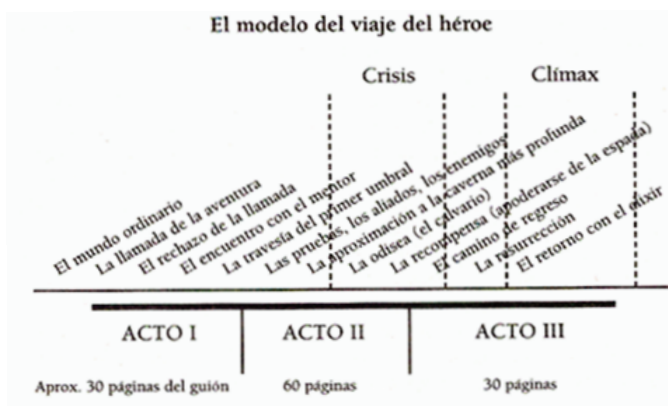 El modelo del viaje del héroe
Crisis
Clímax
El mundo ordinario
La llamada de la aventura
El rechazo de la llamada
El encuentro con el mentor
La travesía del primer umbral
Las pruebas, los aliados, los enemigos
La aproximación a la caverna más profunda
La odisea (el calvario)
La recompensa (apoderarse de la espada)
El camino de regreso
La resurrección
El retorno con el elixir
ACTO I
ACTO II
ACTO III
Aprox. 30 páginas del guión
60 páginas
30 páginas